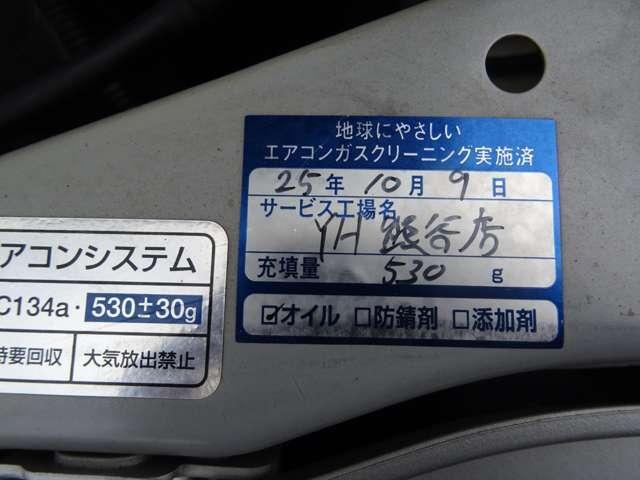 地球にやさしい
エアコンガスクリーニング実施済
25年 10月 9日
サービス工場名
YH 熊谷店
充填量 530 g
☑オイル □防錆剤 □添加剤
アコンシステム
C134a・530±30g
時要回収 大気放出禁止